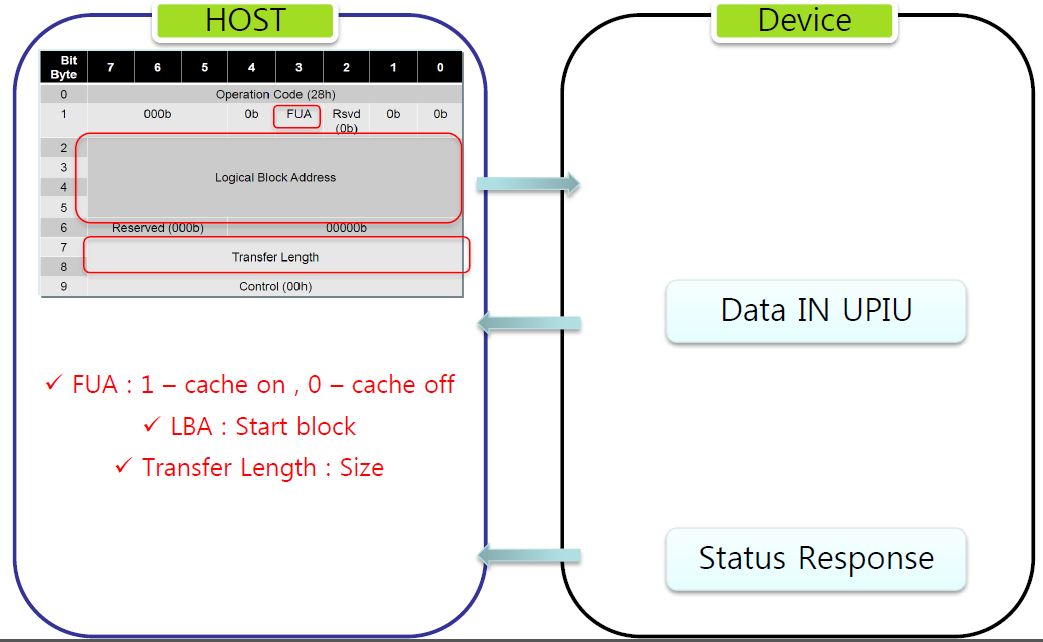 HOST
Device
Bit 7 6 5 4 3 2 1 0
Byte
0 Operation Code (28h)
1 000b 0b FUA Rsvd 0b 0b
(0b)
2
3
Logical Block Address
4
5
6 Reserved (000b) 00000b
7
Transfer Length
8
9 Control (00h)
Data IN UPIU
✓ FUA : 1 – cache on , 0 – cache off
✓ LBA : Start block
✓ Transfer Length : Size
Status Response